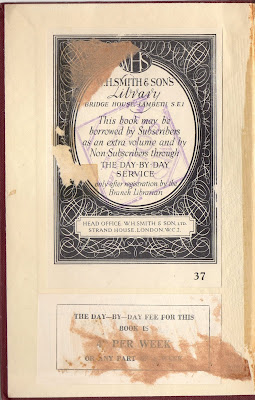 WHS
W.H.SMITH & SON'S
Library
BRIDGE HOUSE, LAMBETH S.E.1
This book may be
borrowed by Subscribers
as an extra volume and by
Non-Subscribers through
THE DAY-BY-DAY
SERVICE
only after registration by the
Branch Librarian
HEAD OFFICE, W.H. SMITH & SON, LTD.
STRAND HOUSE, LONDON, W.C.2.
37
THE DAY—BY—DAY FEE FOR THIS
BOOK IS
PER WEEK
OR ANY PART